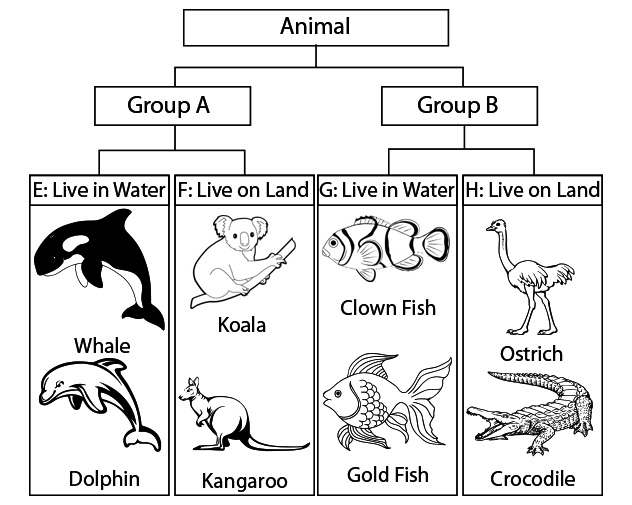 Animal
Group A
Group B
E: Live in Water
F: Live on Land
G: Live in Water
H: Live on Land
Whale
Dolphin
Koala
Kangaroo
Clown Fish
Gold Fish
Ostrich
Crocodile